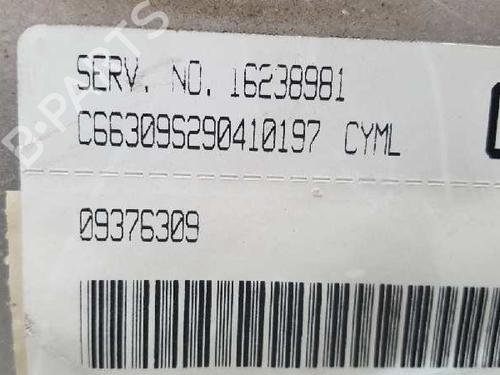 SERV. NO. 16238981
C66309S290410197 CYML
09376309
B-PARTS